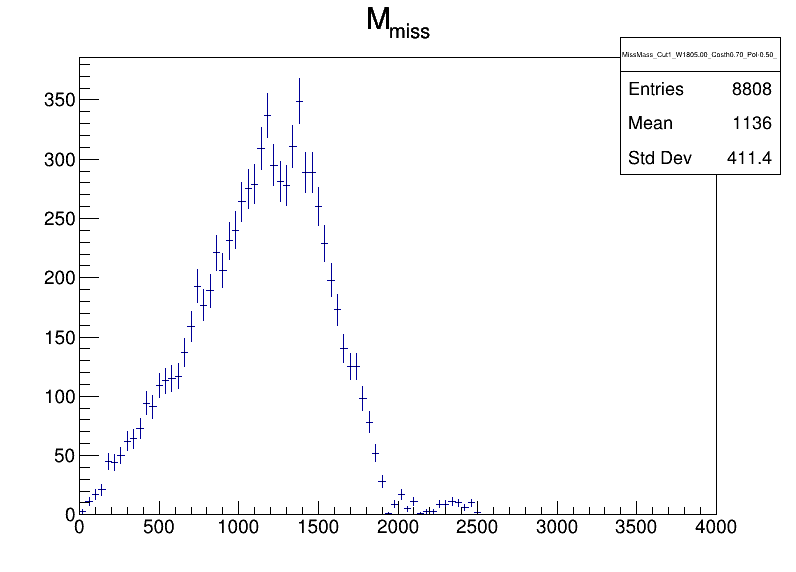 M_miss
MissMass_Cut1_W1805.00_Costh0.70_Pol-0.50_
Entries 8808
Mean 1136
Std Dev 411.4
350
300
250
200
150
100
50
0
0 500 1000 1500 2000 2500 3000 3500 4000